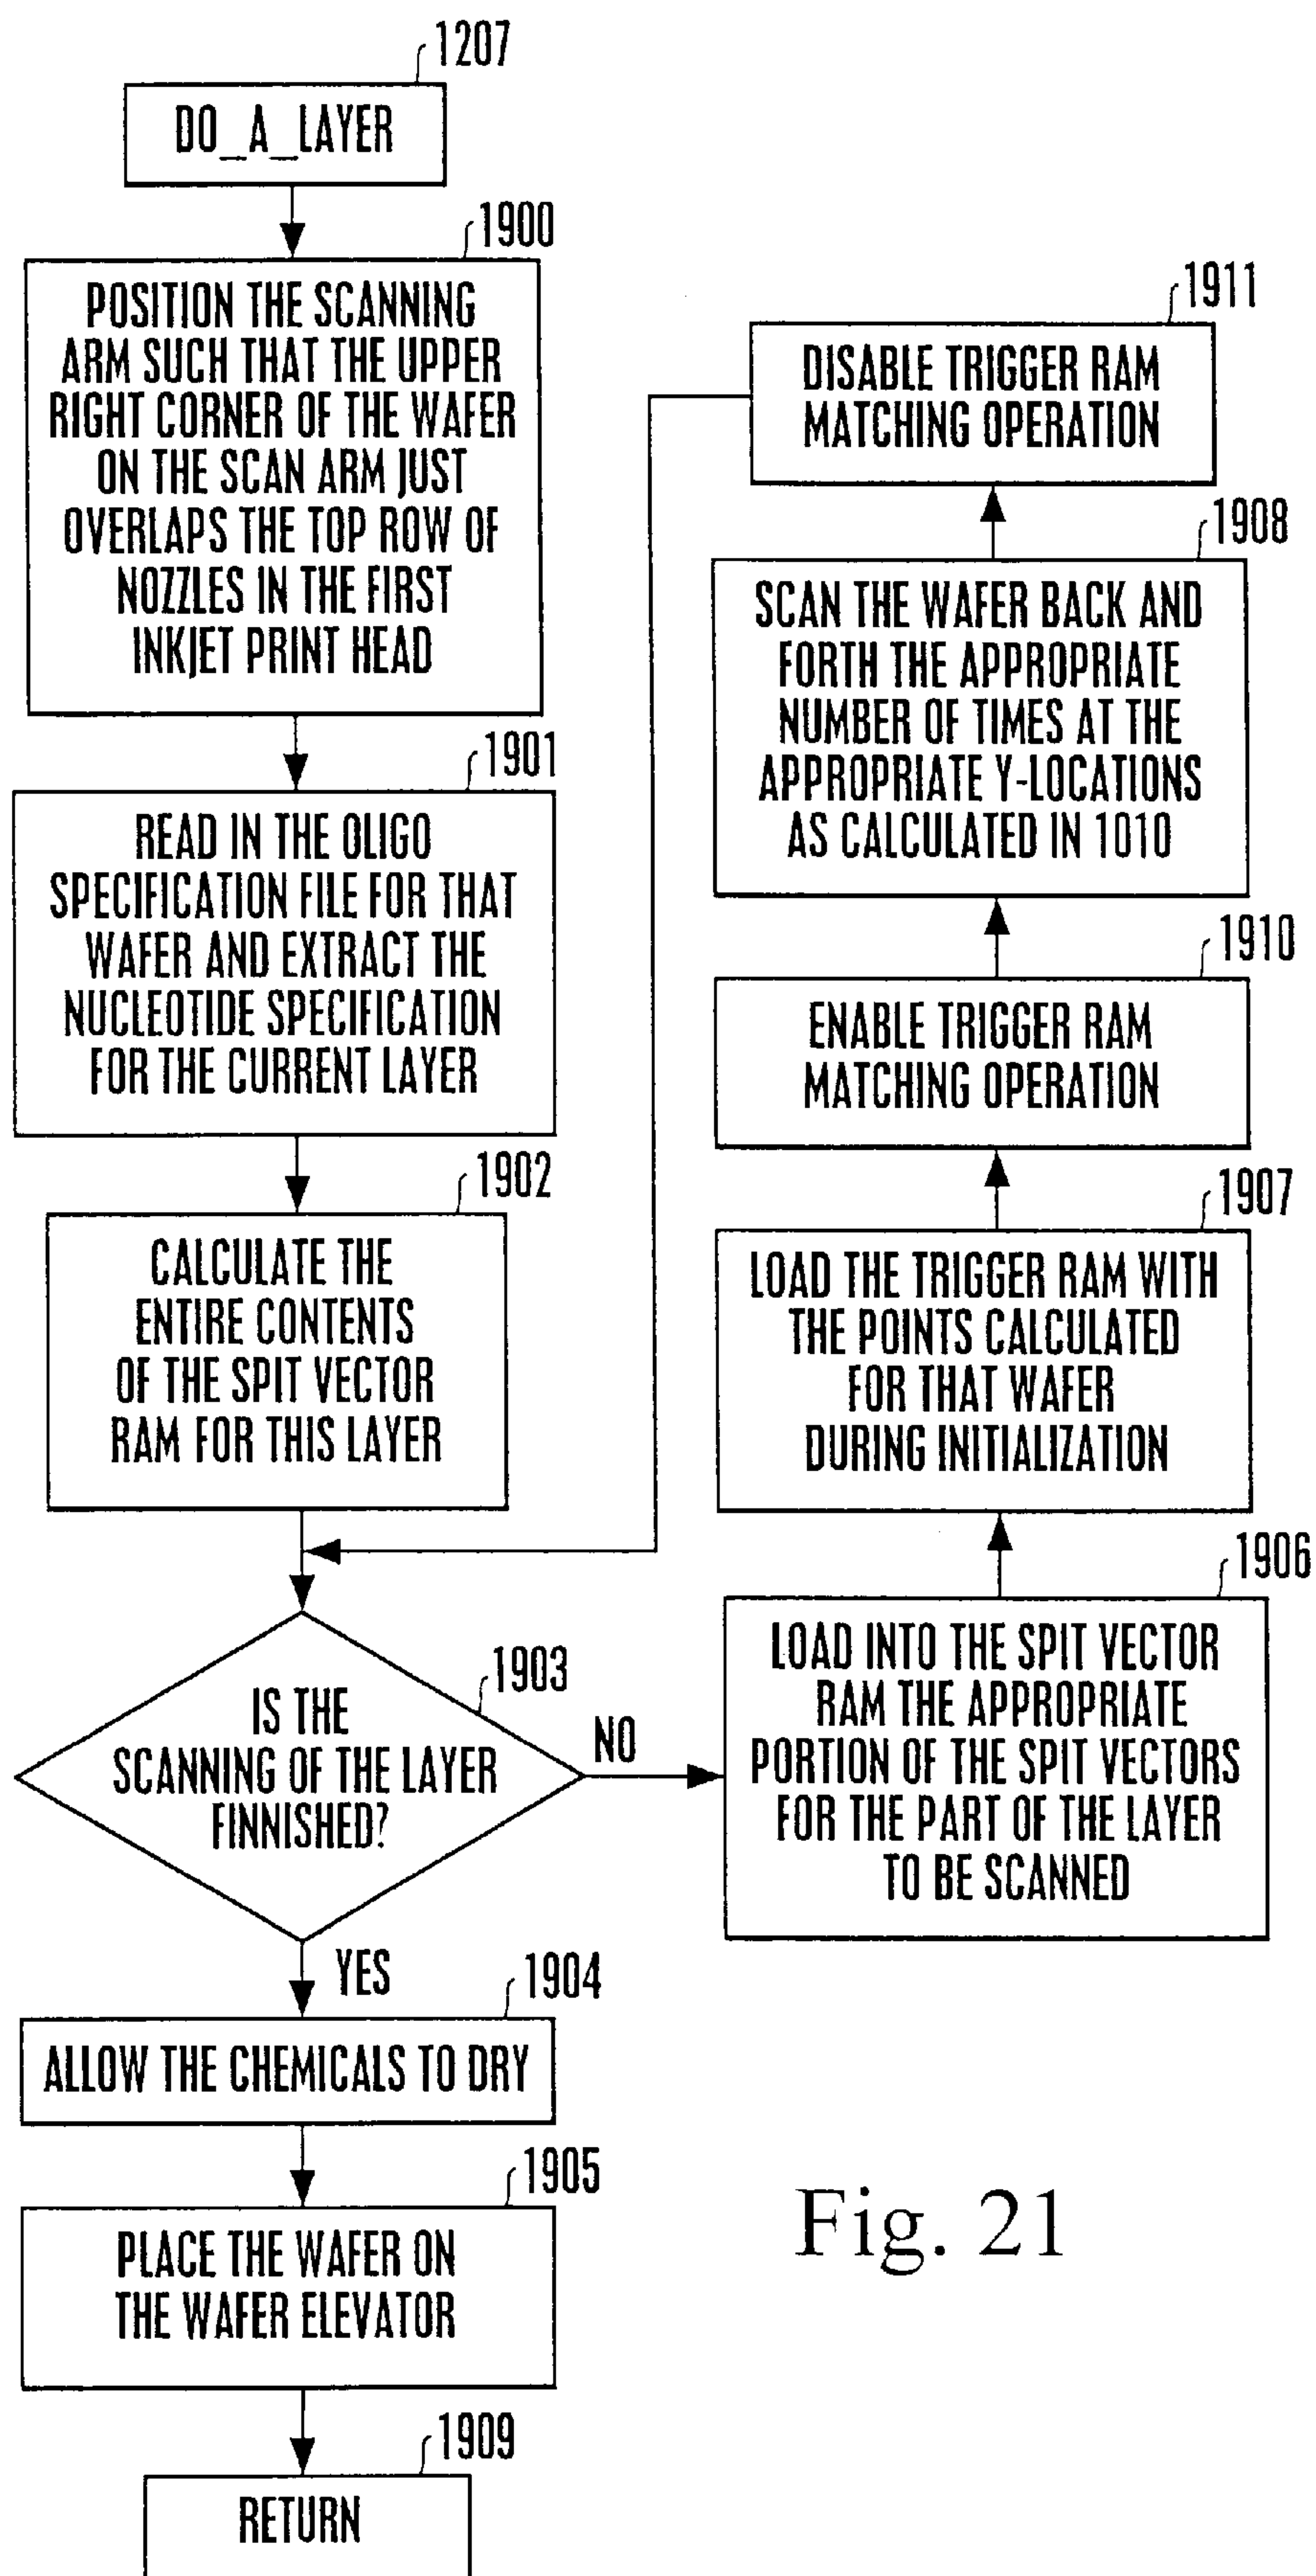 1207
DO_A_LAYER
1900
POSITION THE SCANNING
ARM SUCH THAT THE UPPER
RIGHT CORNER OF THE WAFER
ON THE SCAN ARM JUST
OVERLAPS THE TOP ROW OF
NOZZLES IN THE FIRST
INKJET PRINT HEAD
1901
READ IN THE OLIGO
SPECIFICATION FILE FOR THAT
WAFER AND EXTRACT THE
NUCLEOTIDE SPECIFICATION
FOR THE CURRENT LAYER
1902
CALCULATE THE
ENTIRE CONTENTS
OF THE SPIT VECTOR
RAM FOR THIS LAYER
1903
IS THE
SCANNING OF THE LAYER
FINNISHED?
NO
YES
1904
ALLOW THE CHEMICALS TO DRY
1905
PLACE THE WAFER ON
THE WAFER ELEVATOR
1909
RETURN
1911
DISABLE TRIGGER RAM
MATCHING OPERATION
1908
SCAN THE WAFER BACK AND
FORTH THE APPROPRIATE
NUMBER OF TIMES AT THE
APPROPRIATE Y-LOCATIONS
AS CALCULATED IN 1010
1910
ENABLE TRIGGER RAM
MATCHING OPERATION
1907
LOAD THE TRIGGER RAM WITH
THE POINTS CALCULATED
FOR THAT WAFER
DURING INITIALIZATION
1906
LOAD INTO THE SPIT VECTOR
RAM THE APPROPRIATE
PORTION OF THE SPIT VECTORS
FOR THE PART OF THE LAYER
TO BE SCANNED
Fig. 21